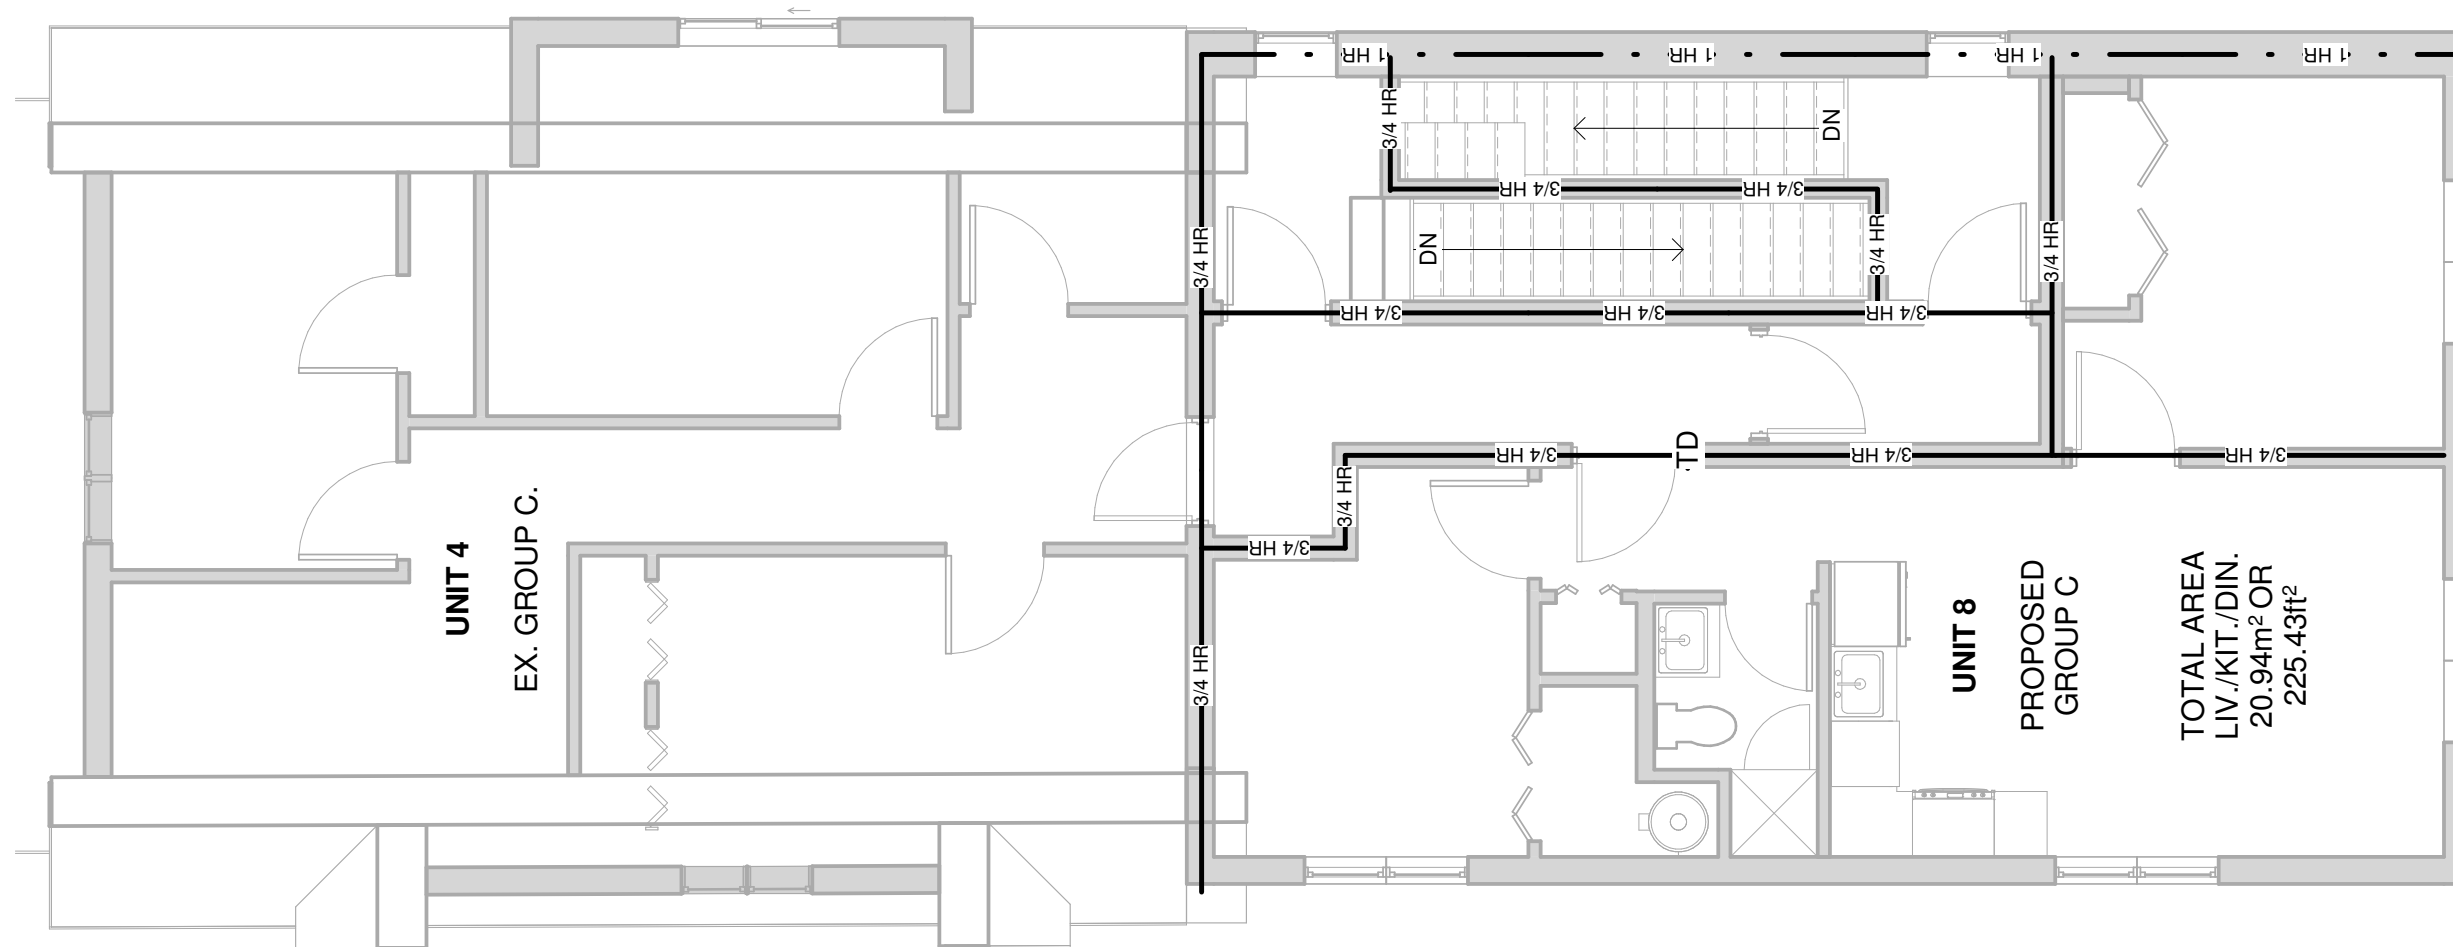 1 HR
1 HR
1 HR
1 HR
3/4 HR
DN
3/4 HR
3/4 HR
3/4 HR
DN
3/4 HR
3/4 HR
3/4 HR
3/4 HR
3/4 HR
3/4 HR
TD
3/4 HR
3/4 HR
3/4 HR
3/4 HR
3/4 HR
UNIT 4
EX. GROUP C.
3/4 HR
UNIT 8
PROPOSED
GROUP C
TOTAL AREA
LIV./KIT./DIN.
20.94m² OR
225.43ft²